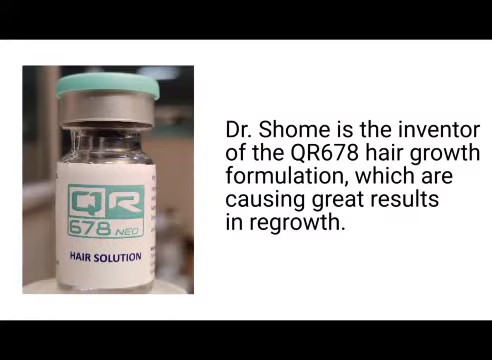 QR
678 NEO
HAIR SOLUTION
Dr. Shome is the inventor
of the QR678 hair growth
formulation, which are
causing great results
in regrowth.